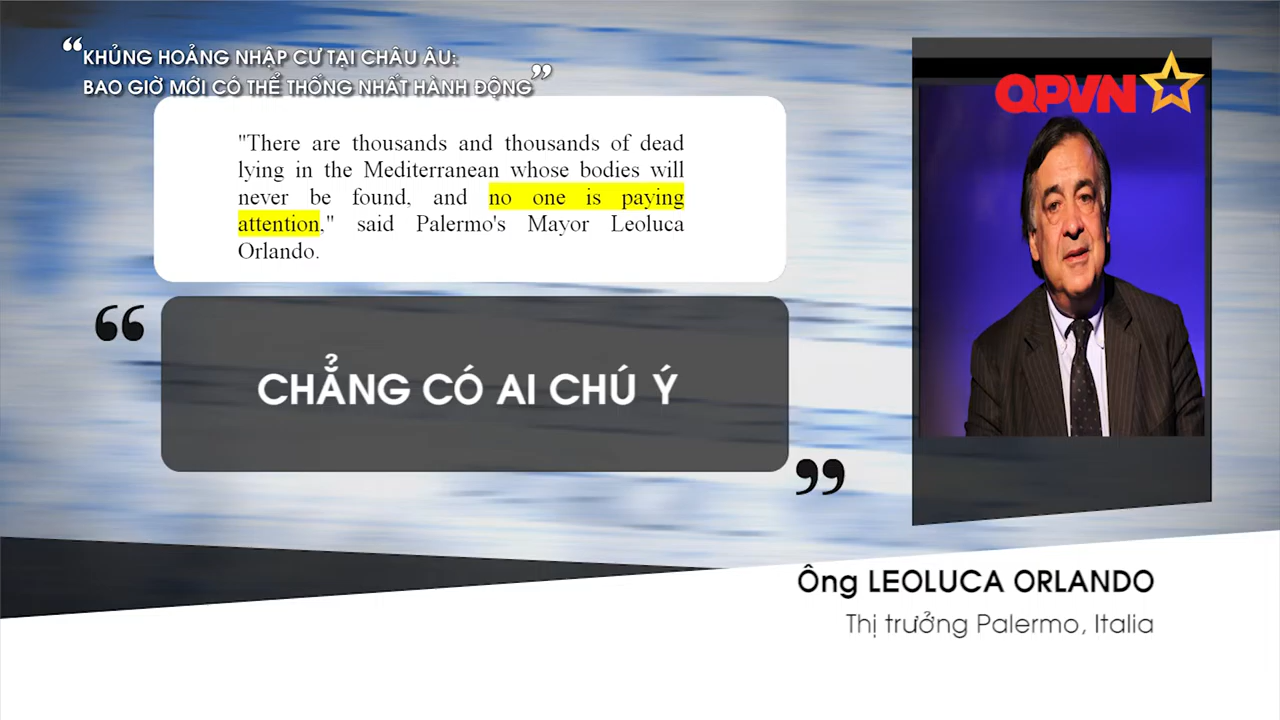 “KHỦNG HOẢNG NHẬP CƯ TẠI CHÂU ÂU:
BAO GIỜ MỚI CÓ THỂ THỐNG NHẤT HÀNH ĐỘNG”
QPVN
"There are thousands and thousands of dead
lying in the Mediterranean whose bodies will
never be found, and no one is paying
attention," said Palermo's Mayor Leoluca
Orlando.
“CHẲNG CÓ AI CHÚ Ý”
Ông LEOLUCA ORLANDO
Thị trưởng Palermo, Italia